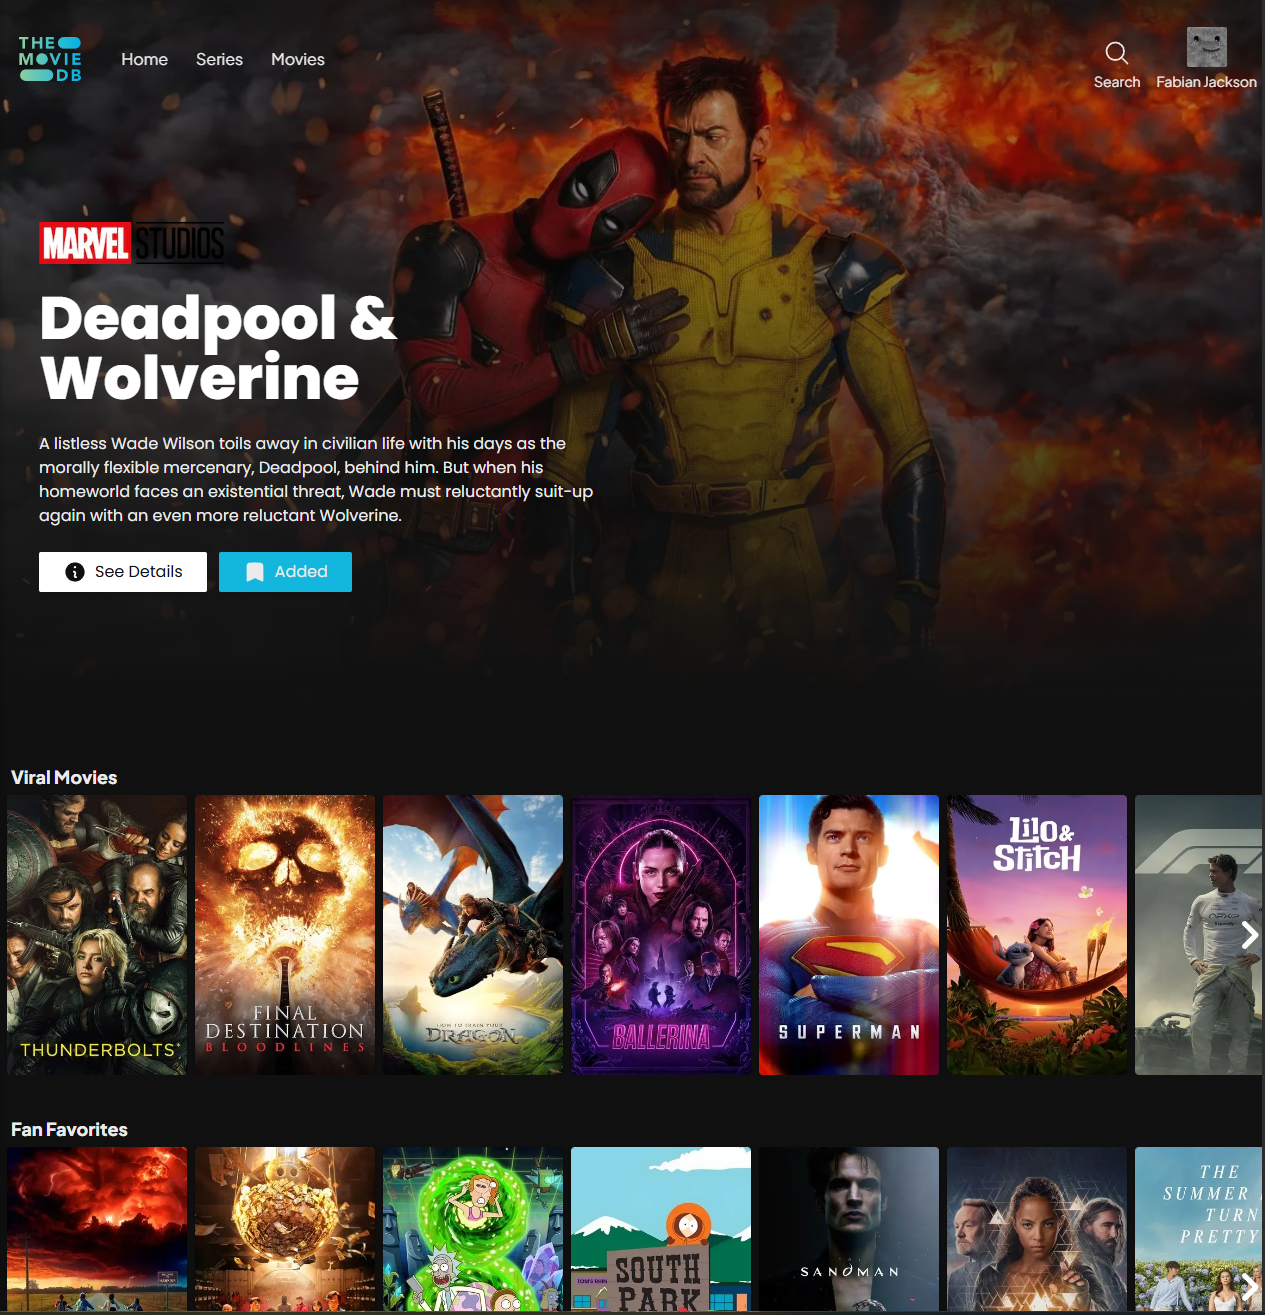 THE
MOVIE
DB
Home
Series
Movies
Search
Fabian Jackson
MARVEL STUDIOS
Deadpool &
Wolverine
A listless Wade Wilson toils away in civilian life with his days as the
morally flexible mercenary, Deadpool, behind him. But when his
homeworld faces an existential threat, Wade must reluctantly suit-up
again with an even more reluctant Wolverine.
See Details
Added
Viral Movies
THUNDERBOLTS*
FINAL
DESTINATION
BLOODLINES
HOW TO TRAIN YOUR
DRAGON
BALLERINA
SUPERMAN
Lilo &
Stitch
Fan Favorites
SOUTH
PARK
SANDMAN
THE
SUMMER
TURN
PRETTY